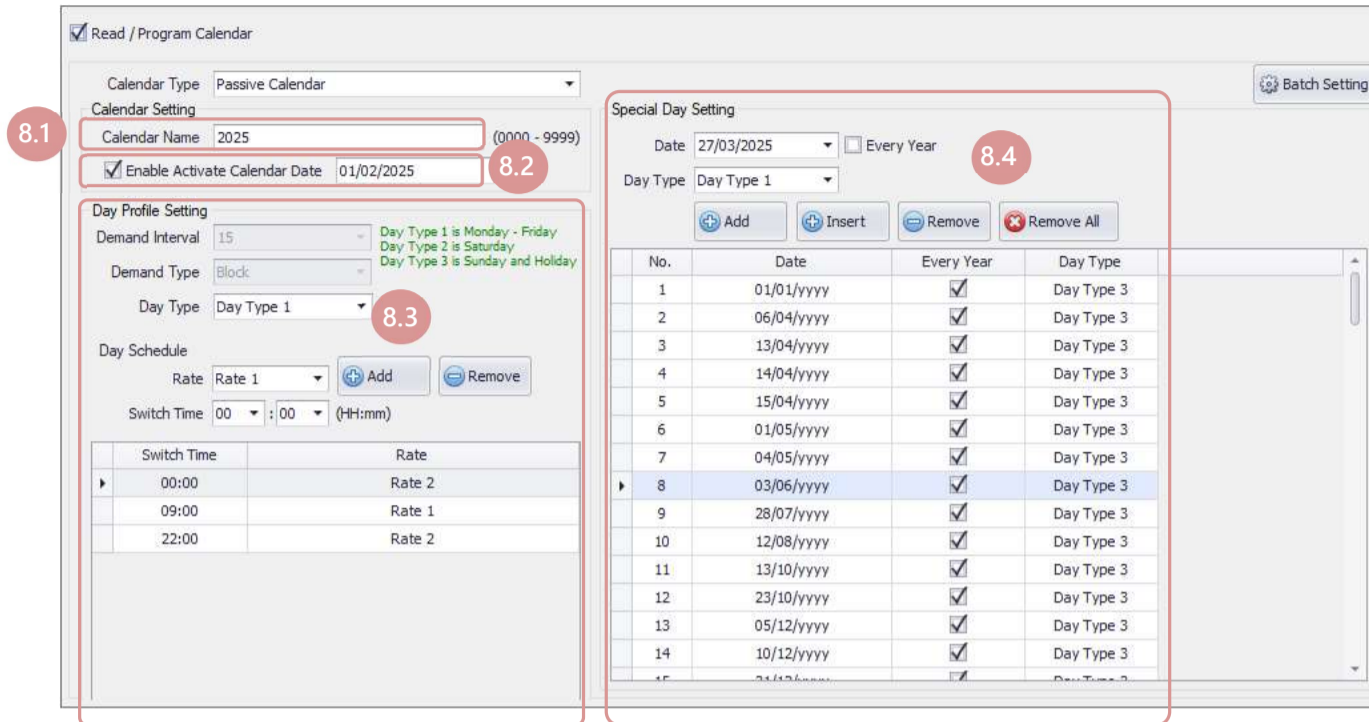 Read / Program Calendar
Calendar Type Passive Calendar
Batch Setting
Calendar Setting
8.1
Calendar Name 2025 (0000 - 9999)
Enable Activate Calendar Date 01/02/2025
8.2
Day Profile Setting
Demand Interval 15
Day Type 1 is Monday - Friday
Day Type 2 is Saturday
Day Type 3 is Sunday and Holiday
Demand Type Block
Day Type Day Type 1
8.3
Day Schedule
Rate Rate 1 Add Remove
Switch Time 00 : 00 (HH:mm)
Switch Time Rate
00:00 Rate 2
09:00 Rate 1
22:00 Rate 2
Special Day Setting
Date 27/03/2025 Every Year
8.4
Day Type Day Type 1
Add Insert Remove Remove All
No. Date Every Year Day Type
1 01/01/yyyy Day Type 3
2 06/04/yyyy Day Type 3
3 13/04/yyyy Day Type 3
4 14/04/yyyy Day Type 3
5 15/04/yyyy Day Type 3
6 01/05/yyyy Day Type 3
7 04/05/yyyy Day Type 3
8 03/06/yyyy Day Type 3
9 28/07/yyyy Day Type 3
10 12/08/yyyy Day Type 3
11 13/10/yyyy Day Type 3
12 23/10/yyyy Day Type 3
13 05/12/yyyy Day Type 3
14 10/12/yyyy Day Type 3